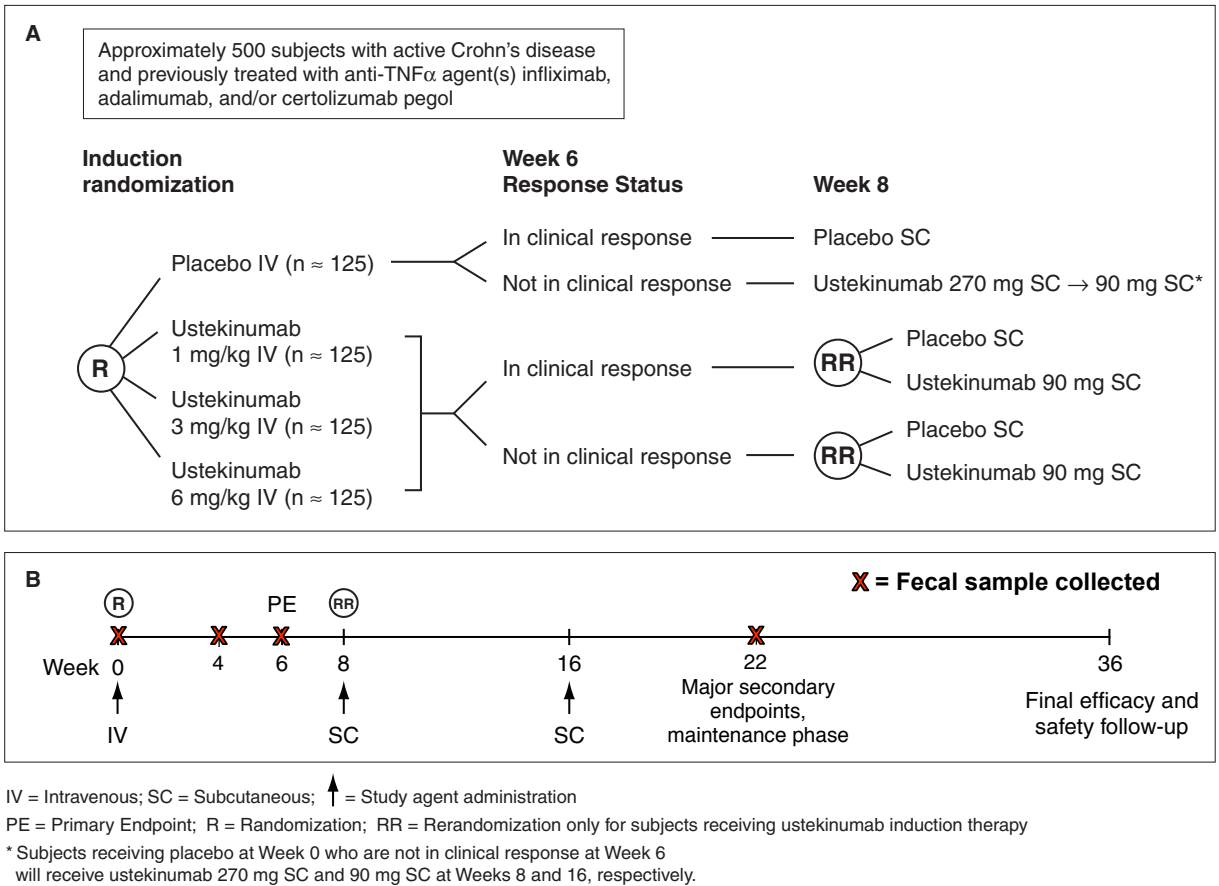 A
Approximately 500 subjects with active Crohn's disease
and previously treated with anti-TNFα agent(s) infliximab,
adalimumab, and/or certolizumab pegol
Induction
randomization
Week 6
Response Status
Week 8
R
Placebo IV (n ≈ 125)
In clinical response
Placebo SC
Not in clinical response
Ustekinumab 270 mg SC → 90 mg SC*
Ustekinumab
1 mg/kg IV (n ≈ 125)
Ustekinumab
3 mg/kg IV (n ≈ 125)
Ustekinumab
6 mg/kg IV (n ≈ 125)
In clinical response
RR
Placebo SC
Ustekinumab 90 mg SC
Not in clinical response
RR
Placebo SC
Ustekinumab 90 mg SC
B
X = Fecal sample collected
R PE RR
X X X X
Week 0 4 6 8 16 22 36
IV SC SC
Major secondary
endpoints,
maintenance phase
Final efficacy and
safety follow-up
IV = Intravenous; SC = Subcutaneous; ↑ = Study agent administration
PE = Primary Endpoint; R = Randomization; RR = Rerandomization only for subjects receiving ustekinumab induction therapy
* Subjects receiving placebo at Week 0 who are not in clinical response at Week 6
will receive ustekinumab 270 mg SC and 90 mg SC at Weeks 8 and 16, respectively.